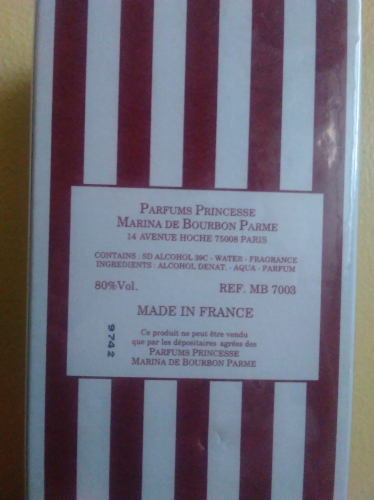 PARFUMS PRINCESSE
MARINA DE BOURBON PARME
14 AVENUE HOCHE 75008 PARIS
CONTAINS : SD ALCOHOL 39C - WATER - FRAGRANCE
INGREDIENTS : ALCOHOL DENAT. - AQUA - PARFUM
80%Vol. REF. MB 7003
MADE IN FRANCE
9742
Ce produit ne peut être vendu
que par les dépositaires agrées des
PARFUMS PRINCESSE
MARINA DE BOURBON PARME